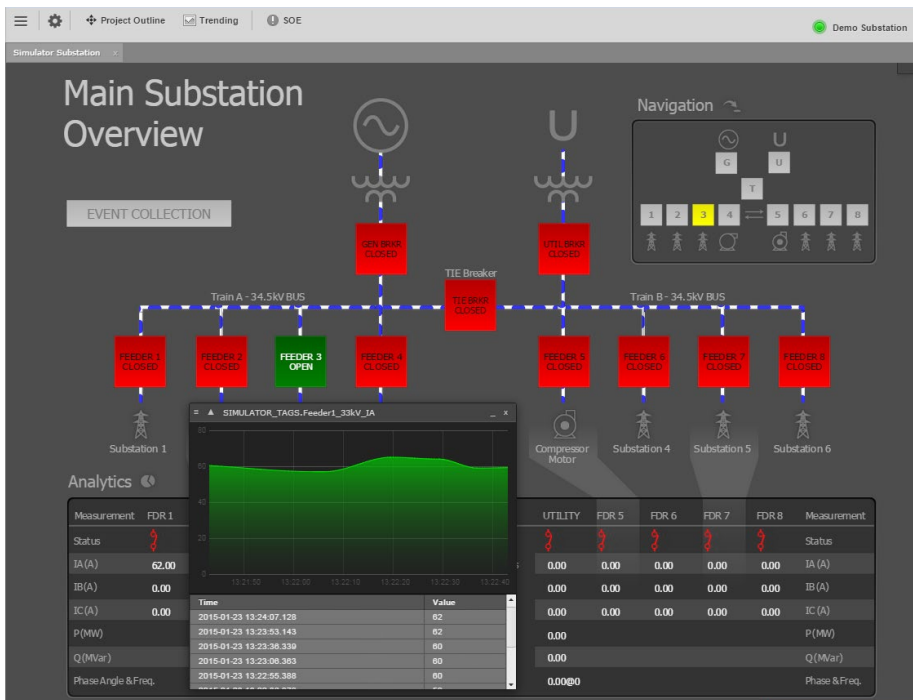 Project Outline Trending SOE Demo Substation
Simulator Substation x
Main Substation
Overview
Navigation
G U
T
1 2 3 4 5 6 7 8
EVENT COLLECTION
GEN BRKR
CLOSED
UTIL BRKR
CLOSED
TIE Breaker
TIE BRKR
CLOSED
Train A - 34.5kV BUS
Train B - 34.5kV BUS
FEEDER 1
CLOSED
FEEDER 2
CLOSED
FEEDER 3
OPEN
FEEDER 4
CLOSED
FEEDER 5
CLOSED
FEEDER 6
CLOSED
FEEDER 7
CLOSED
FEEDER 8
CLOSED
Substation 1
Compressor
Motor
Substation 4
Substation 5
Substation 6
SIMULATOR_TAGS.Feeder1_33kV_IA _ x
80
60
40
20
0
13:21:50 13:22:00 13:22:10 13:22:20 13:22:30 13:22:40
Time Value
2015-01-23 13:24:07.128 62
2015-01-23 13:23:53.143 62
2015-01-23 13:23:36.339 60
2015-01-23 13:23:06.363 60
2015-01-23 13:22:55.388 60
Analytics
Measurement FDR 1 UTILITY FDR 5 FDR 6 FDR 7 FDR 8 Measurement
Status Status
IA(A) 62.00 0.00 0.00 0.00 0.00 0.00 IA (A)
IB(A) 0.00 0.00 0.00 0.00 0.00 0.00 IB (A)
IC(A) 0.00 0.00 0.00 0.00 0.00 0.00 IC (A)
P(MW) 0.00 P(MW)
Q(MVar) 0.00 Q(MVar)
Phase Angle & Freq. 0.00@0 Phase & Freq.